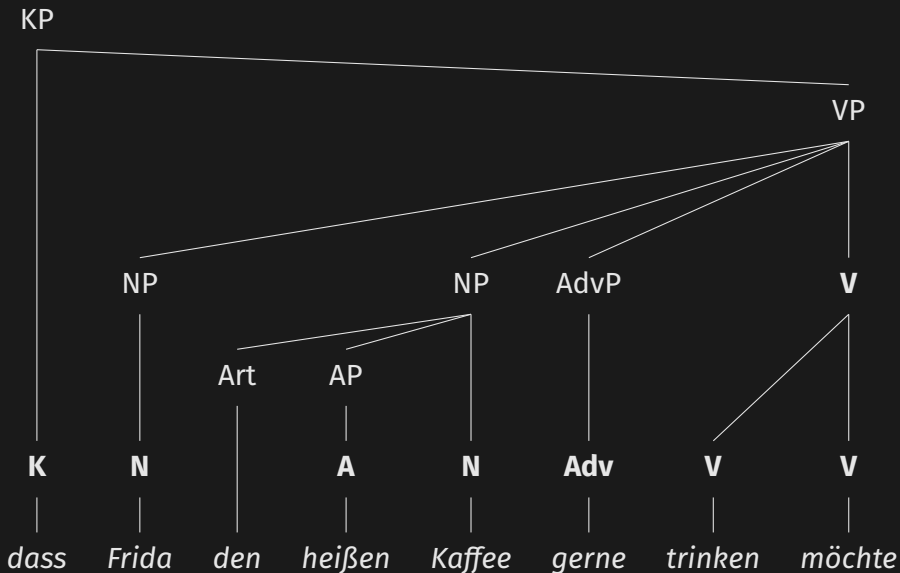 KP
VP
NP NP AdvP V
Art AP
K N A N Adv V V
dass Frida den heißen Kaffee gerne trinken möchte